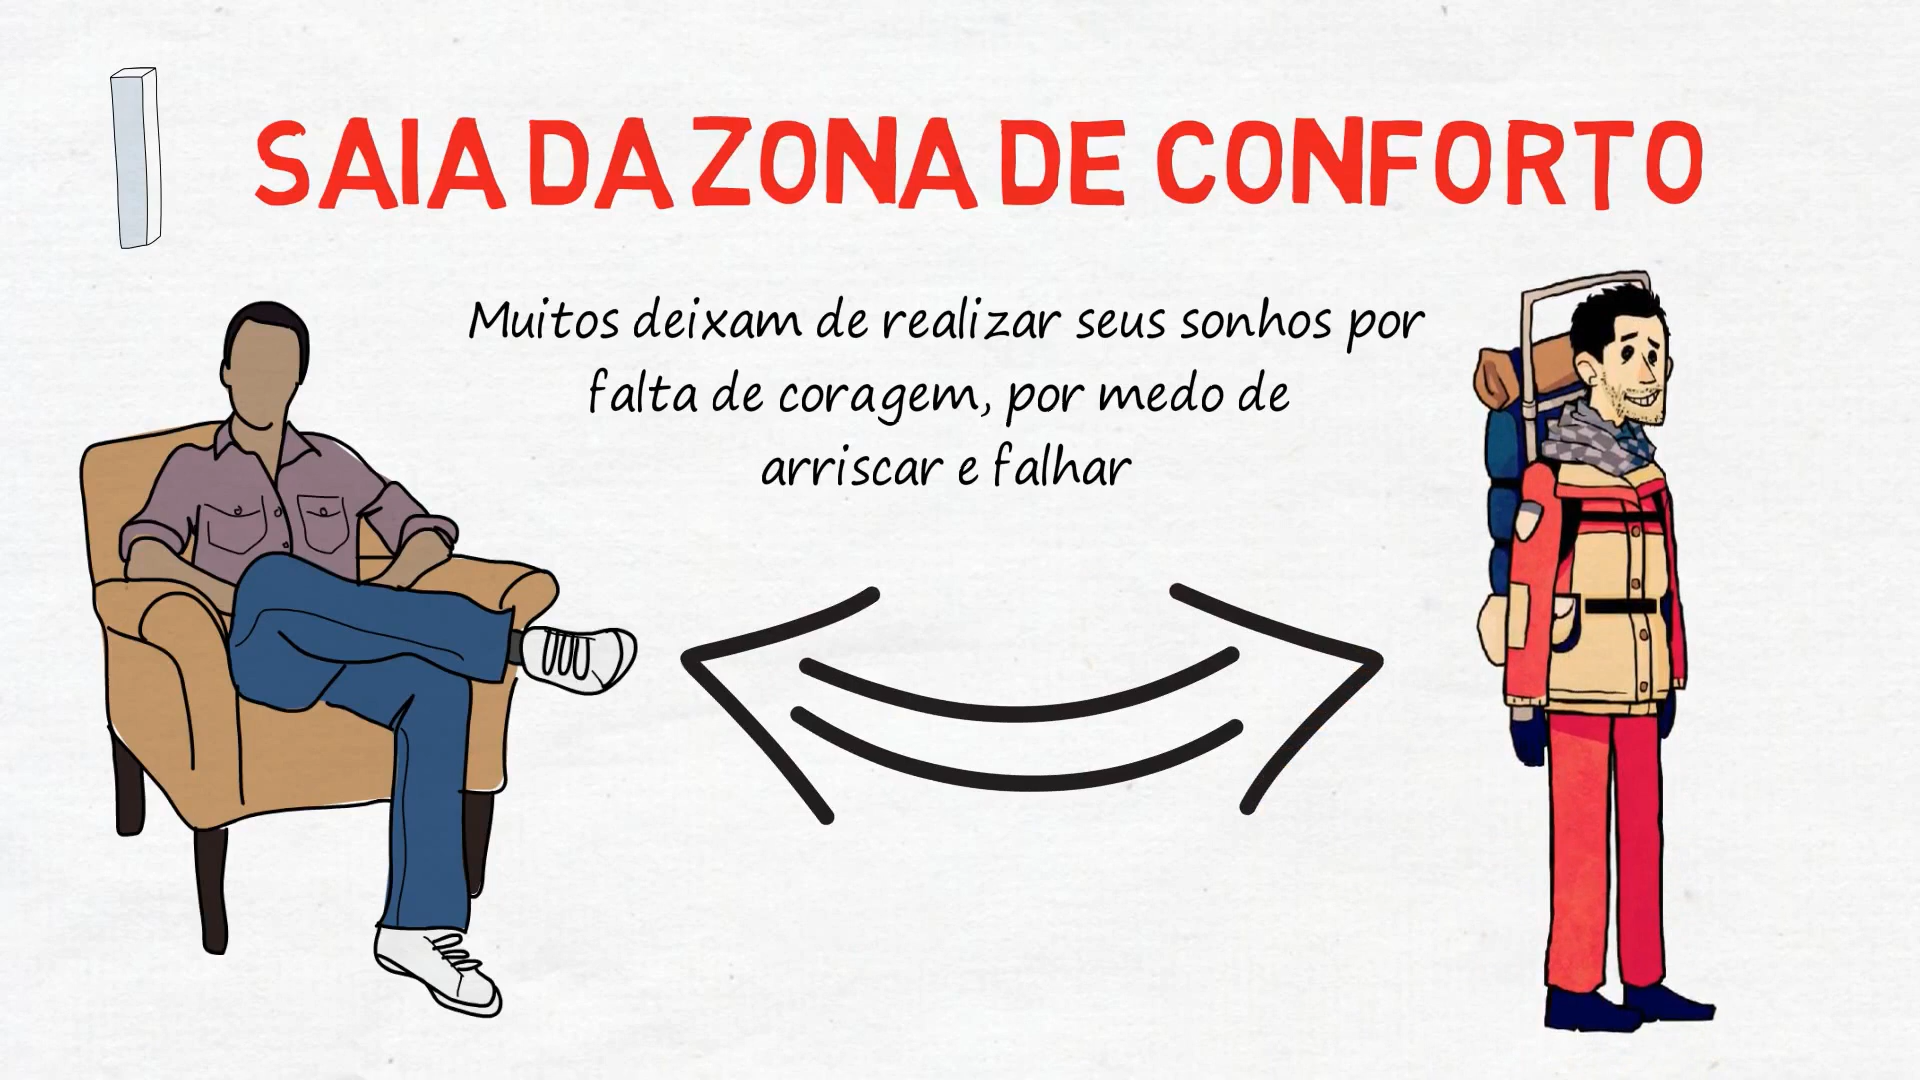 I
SAIA DA ZONA DE CONFORTO
Muitos deixam de realizar seus sonhos por
falta de coragem, por medo de
arriscar e falhar